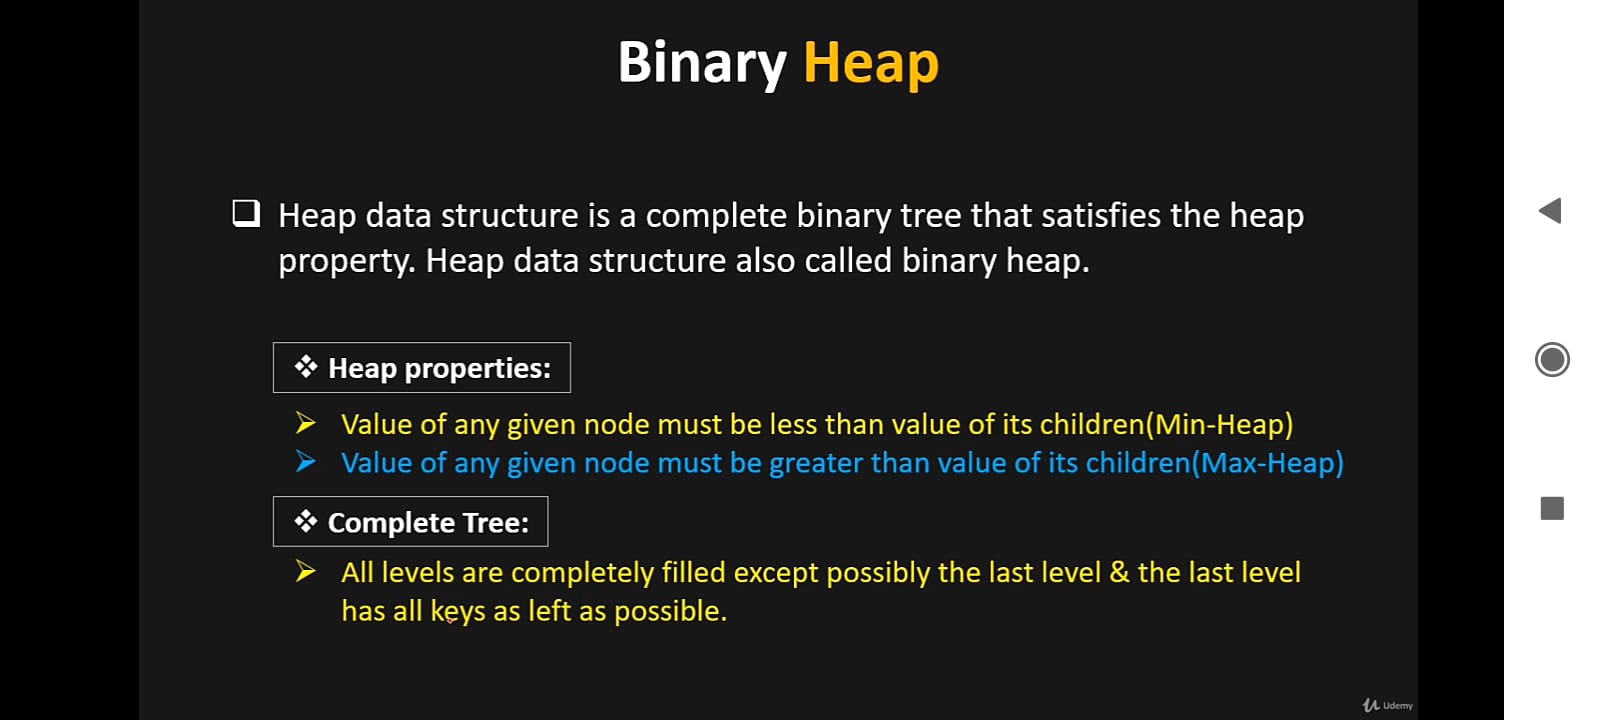 Binary Heap
Heap data structure is a complete binary tree that satisfies the heap
property. Heap data structure also called binary heap.
Heap properties:
Value of any given node must be less than value of its children(Min-Heap)
Value of any given node must be greater than value of its children(Max-Heap)
Complete Tree:
All levels are completely filled except possibly the last level & the last level
has all keys as left as possible.
Udemy